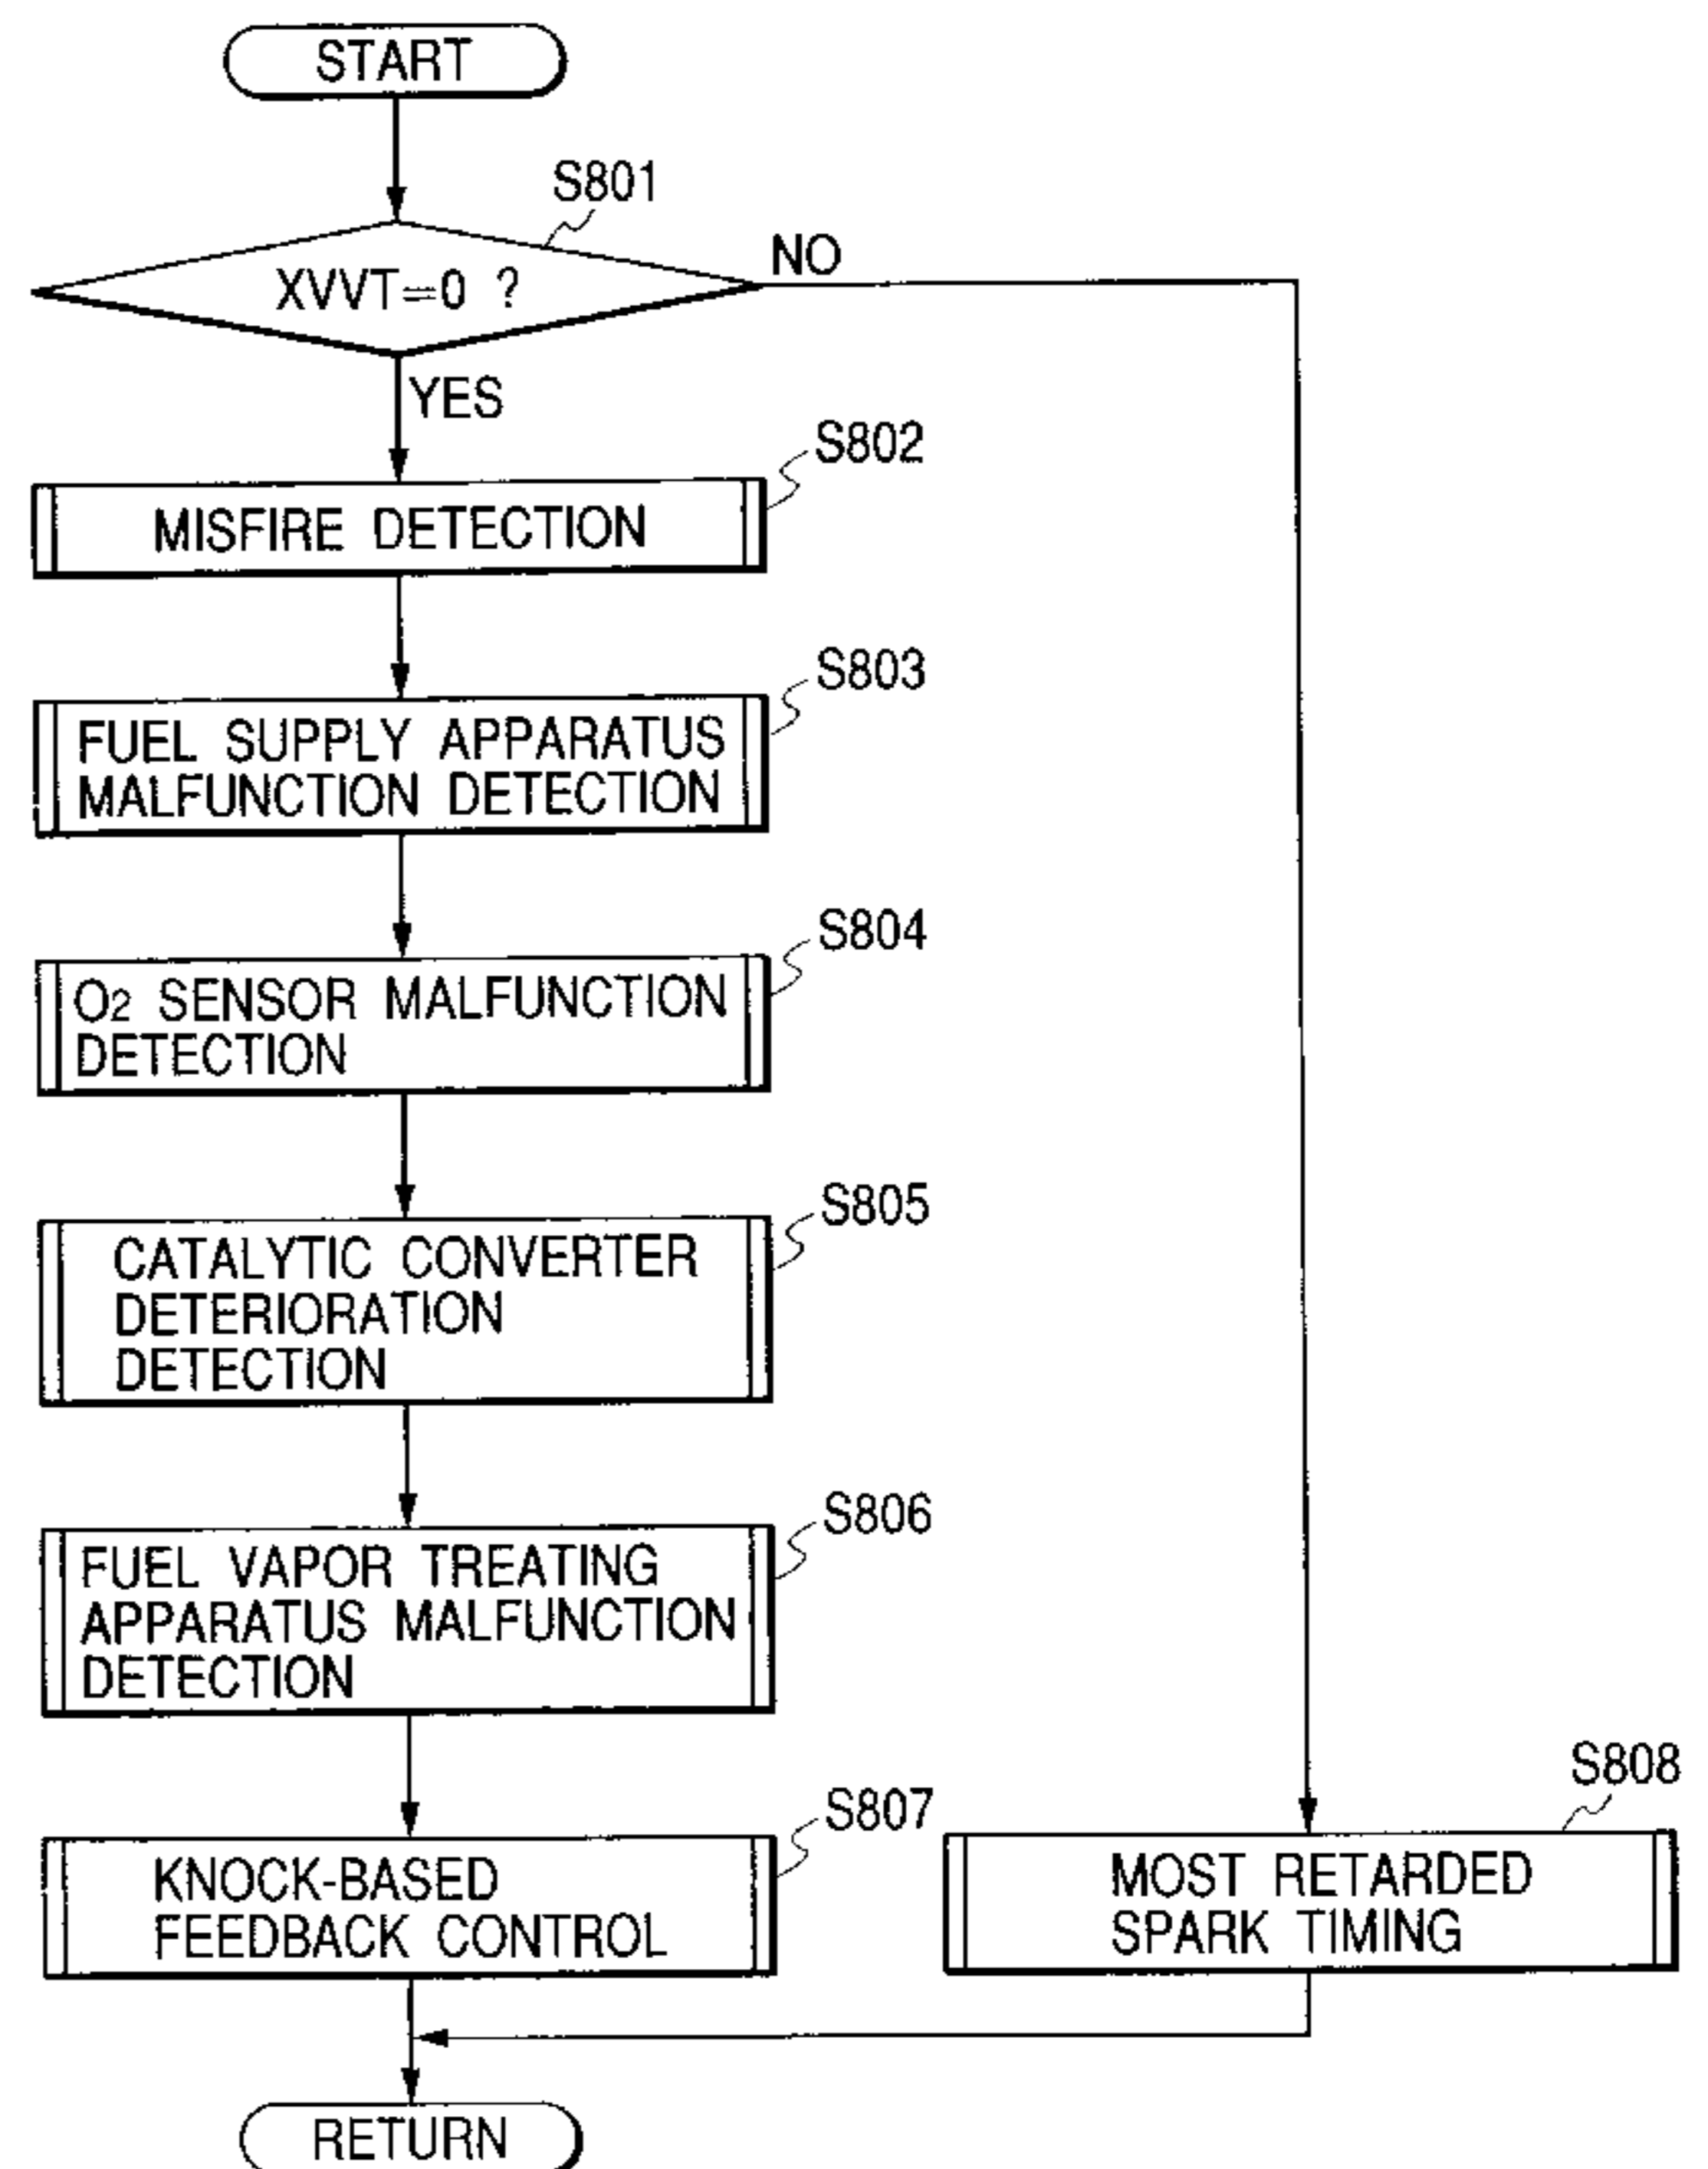 START
S801
XVVT=0 ?
NO
YES
S802
MISFIRE DETECTION
S803
FUEL SUPPLY APPARATUS
MALFUNCTION DETECTION
S804
O2 SENSOR MALFUNCTION
DETECTION
S805
CATALYTIC CONVERTER
DETERIORATION
DETECTION
S806
FUEL VAPOR TREATING
APPARATUS MALFUNCTION
DETECTION
S807
KNOCK-BASED
FEEDBACK CONTROL
S808
MOST RETARDED
SPARK TIMING
RETURN